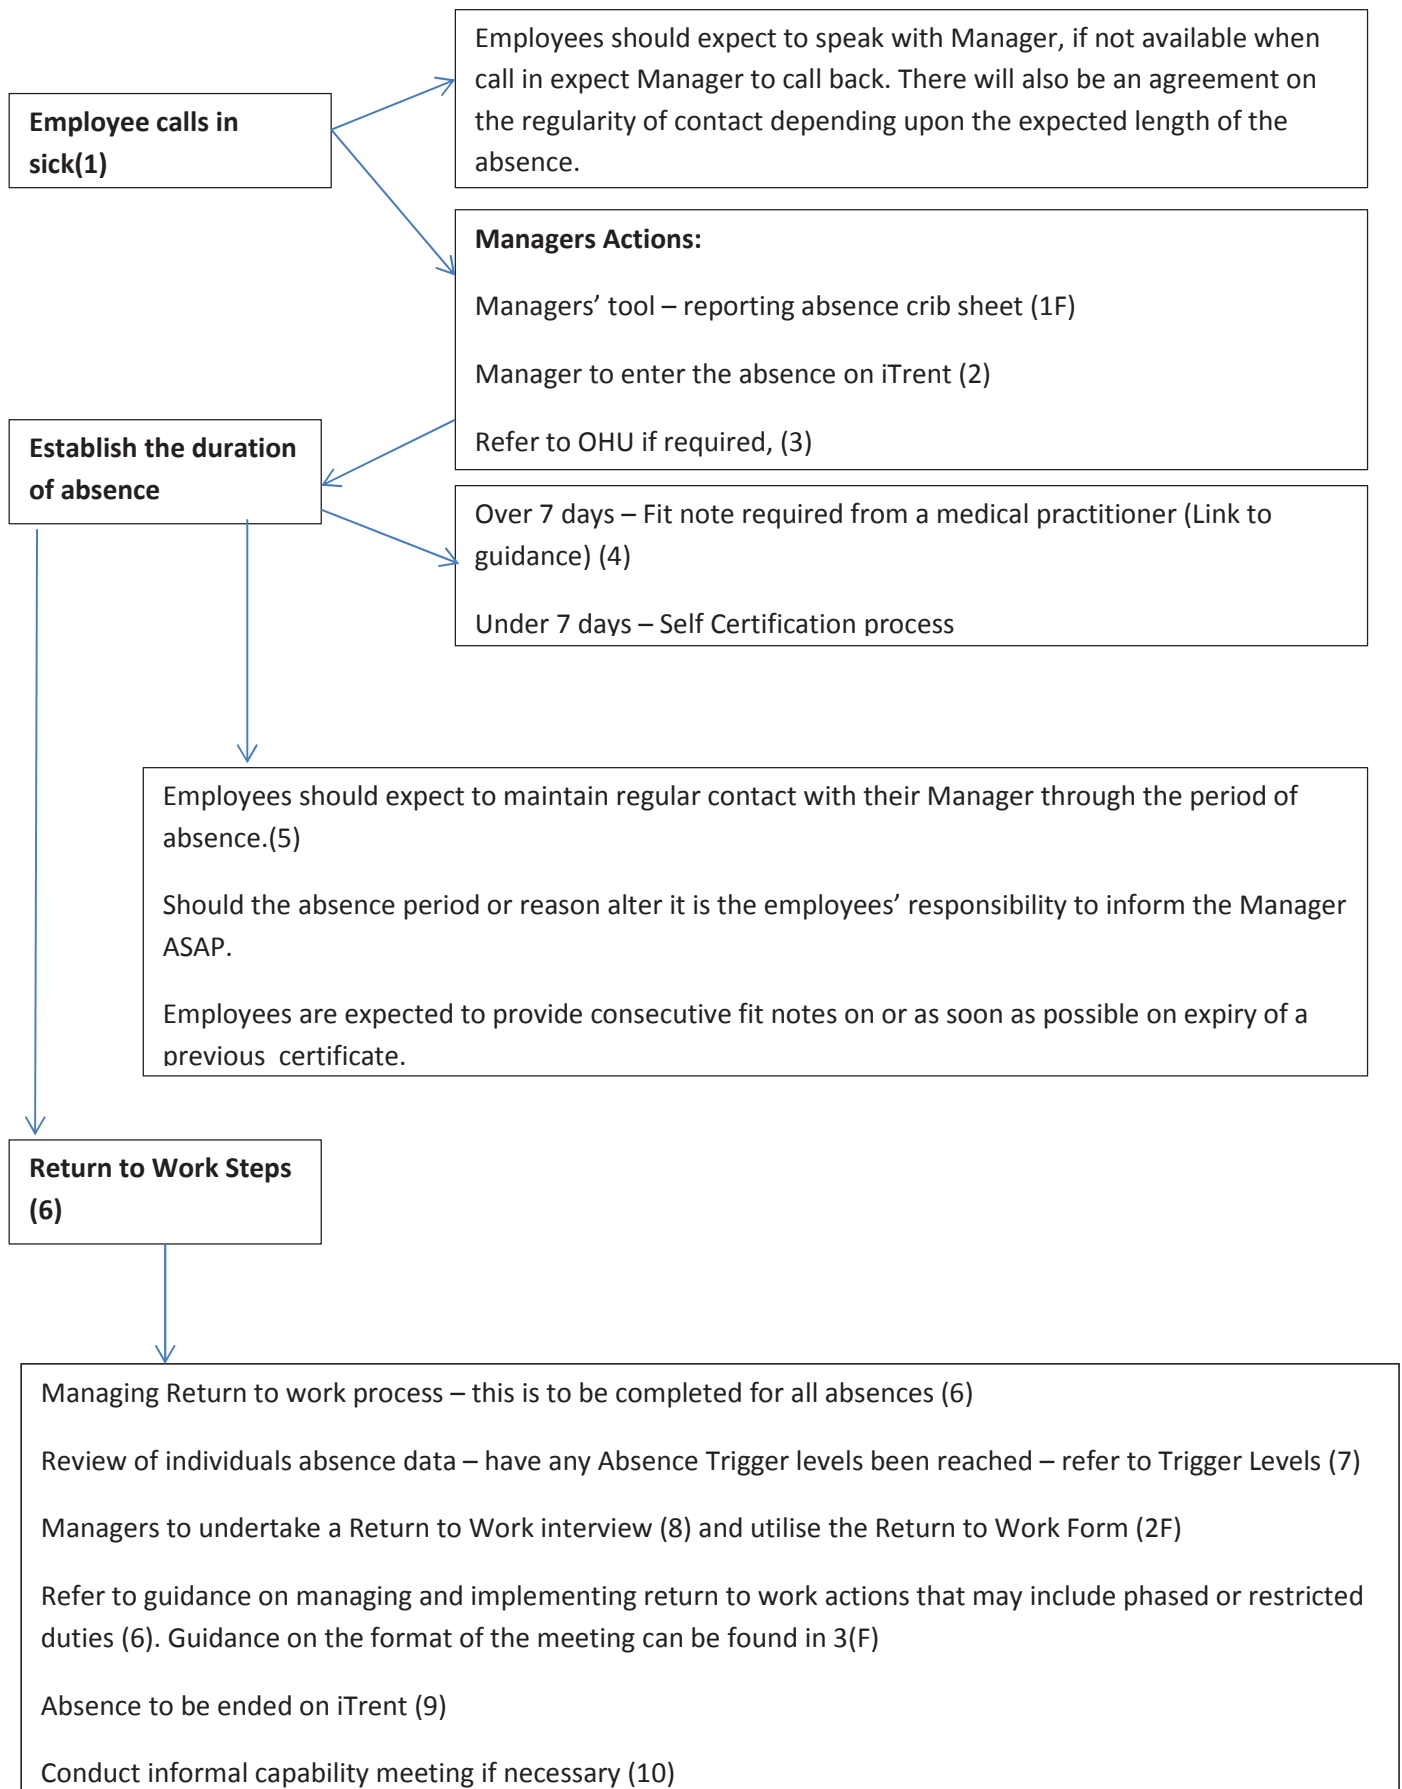 Employee calls in
sick(1)
Employees should expect to speak with Manager, if not available when
call in expect Manager to call back. There will also be an agreement on
the regularity of contact depending upon the expected length of the
absence.
Managers Actions:
Managers’ tool – reporting absence crib sheet (1F)
Manager to enter the absence on iTrent (2)
Refer to OHU if required, (3)
Establish the duration
of absence
Over 7 days – Fit note required from a medical practitioner (Link to
guidance) (4)
Under 7 days – Self Certification process
Employees should expect to maintain regular contact with their Manager through the period of
absence.(5)
Should the absence period or reason alter it is the employees’ responsibility to inform the Manager
ASAP.
Employees are expected to provide consecutive fit notes on or as soon as possible on expiry of a
previous  certificate.
Return to Work Steps
(6)
Managing Return to work process – this is to be completed for all absences (6)
Review of individuals absence data – have any Absence Trigger levels been reached – refer to Trigger Levels (7)
Managers to undertake a Return to Work interview (8) and utilise the Return to Work Form (2F)
Refer to guidance on managing and implementing return to work actions that may include phased or restricted
duties (6). Guidance on the format of the meeting can be found in 3(F)
Absence to be ended on iTrent (9)
Conduct informal capability meeting if necessary (10)